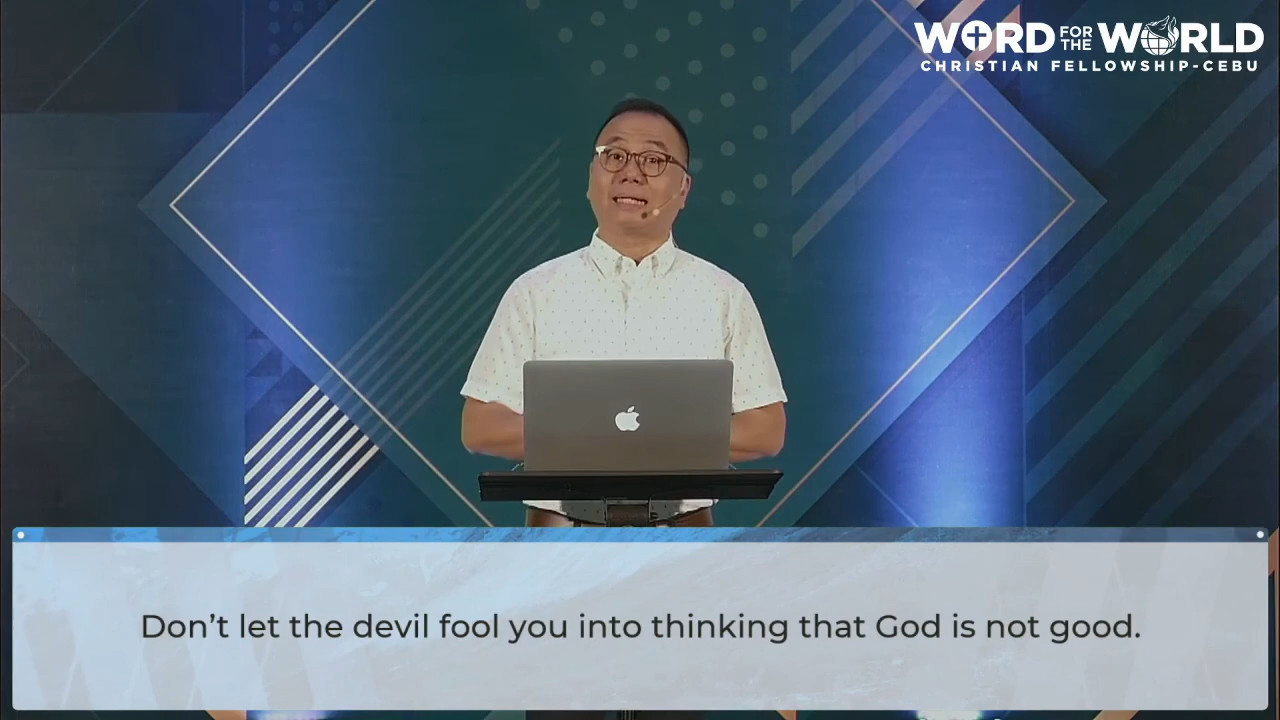 WORD FOR THE WORLD
CHRISTIAN FELLOWSHIP-CEBU
Don't let the devil fool you into thinking that God is not good.